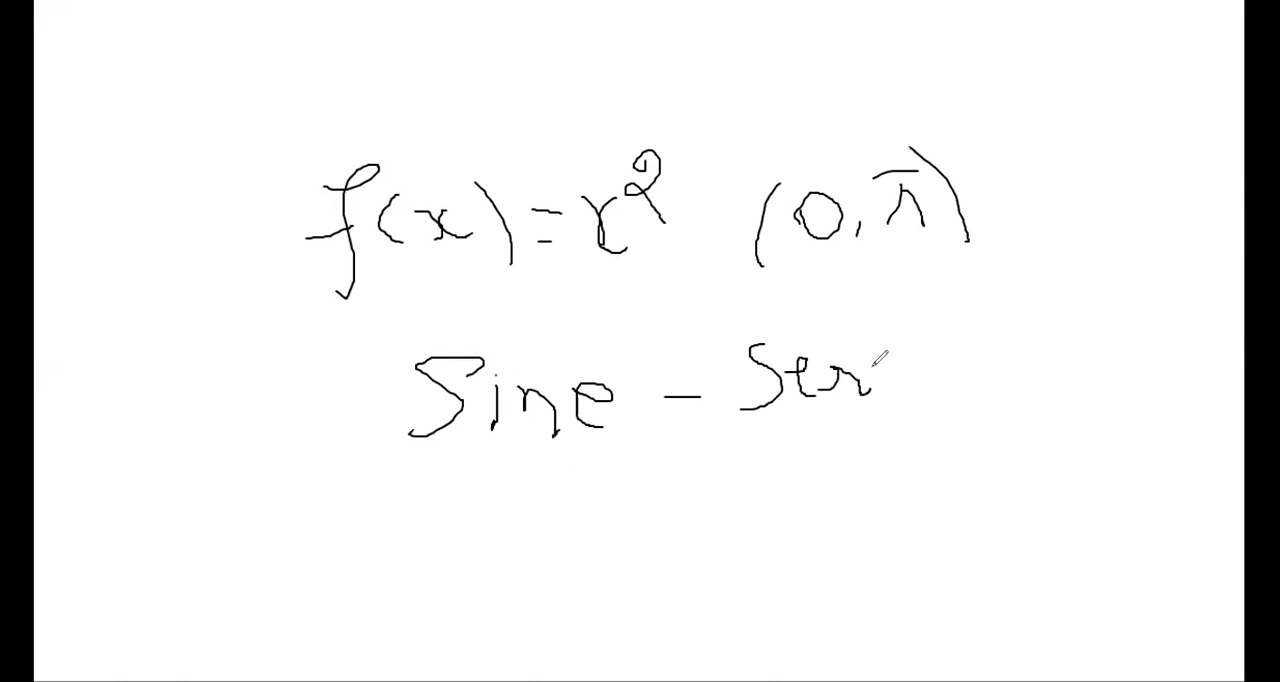 f(x) = x² (0, π)
Sine - Ser